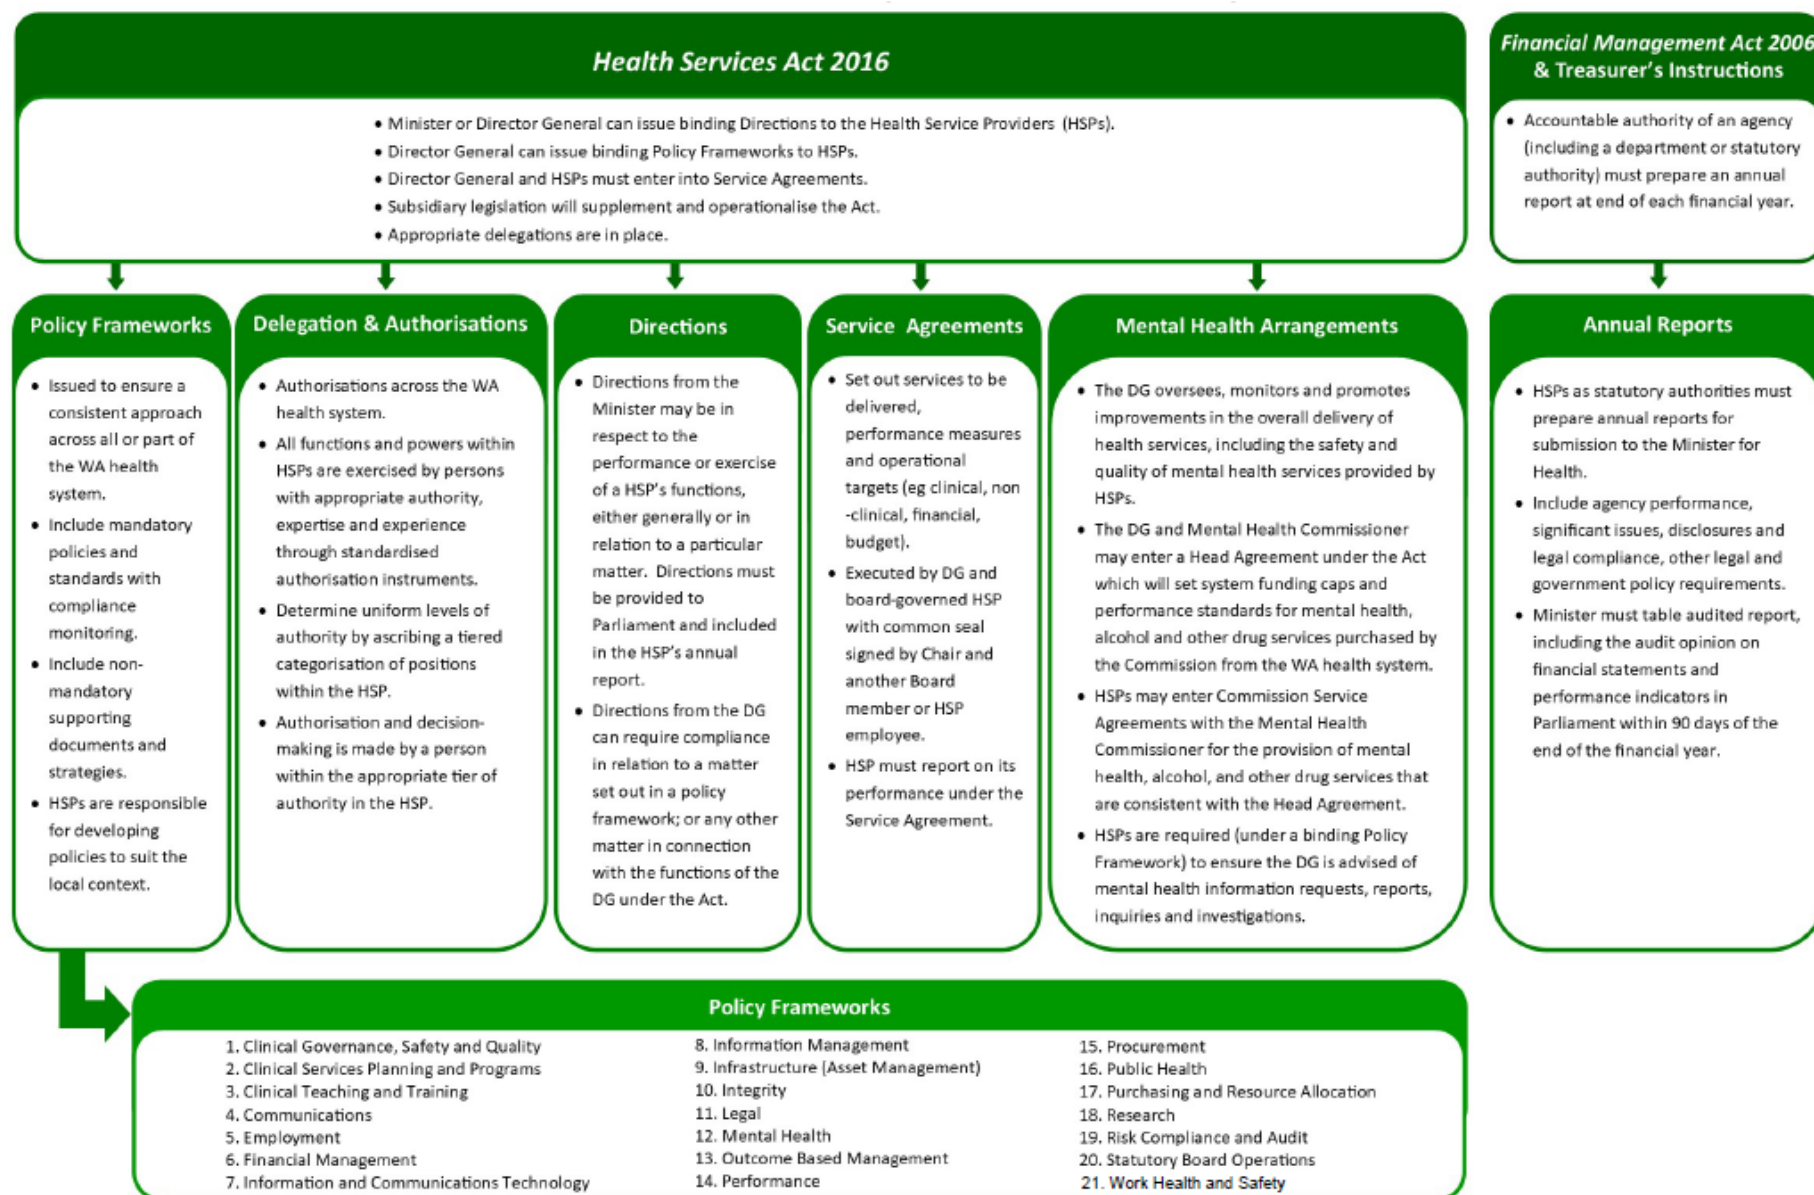 Health Services Act 2016
• Minister or Director General can issue binding Directions to the Health Service Providers (HSPs).
• Director General can issue binding Policy Frameworks to HSPs.
• Director General and HSPs must enter into Service Agreements.
• Subsidiary legislation will supplement and operationalise the Act.
• Appropriate delegations are in place.
Financial Management Act 2006
& Treasurer's Instructions
• Accountable authority of an agency
(including a department or statutory
authority) must prepare an annual
report at end of each financial year.
Policy Frameworks
• Issued to ensure a
consistent approach
across all or part of
the WA health
system.
• Include mandatory
policies and
standards with
compliance
monitoring.
• Include non-
mandatory
supporting
documents and
strategies.
• HSPs are responsible
for developing
policies to suit the
local context.
Delegation & Authorisations
• Authorisations across the WA
health system.
• All functions and powers within
HSPs are exercised by persons
with appropriate authority,
expertise and experience
through standardised
authorisation instruments.
• Determine uniform levels of
authority by ascribing a tiered
categorisation of positions
within the HSP.
• Authorisation and decision-
making is made by a person
within the appropriate tier of
authority in the HSP.
Directions
• Directions from the
Minister may be in
respect to the
performance or exercise
of a HSP's functions,
either generally or in
relation to a particular
matter. Directions must
be provided to
Parliament and included
in the HSP's annual
report.
• Directions from the DG
can require compliance
in relation to a matter
set out in a policy
framework; or any other
matter in connection
with the functions of the
DG under the Act.
Service Agreements
• Set out services to be
delivered,
performance measures
and operational
targets (eg clinical, non
-clinical, financial,
budget).
• Executed by DG and
board-governed HSP
with common seal
signed by Chair and
another Board
member or HSP
employee.
• HSP must report on its
performance under the
Service Agreement.
Mental Health Arrangements
• The DG oversees, monitors and promotes
improvements in the overall delivery of
health services, including the safety and
quality of mental health services provided by
HSPs.
• The DG and Mental Health Commissioner
may enter a Head Agreement under the Act
which will set system funding caps and
performance standards for mental health,
alcohol and other drug services purchased by
the Commission from the WA health system.
• HSPs may enter Commission Service
Agreements with the Mental Health
Commissioner for the provision of mental
health, alcohol, and other drug services that
are consistent with the Head Agreement.
• HSPs are required (under a binding Policy
Framework) to ensure the DG is advised of
mental health information requests, reports,
inquiries and investigations.
Annual Reports
• HSPs as statutory authorities must
prepare annual reports for
submission to the Minister for
Health.
• Include agency performance,
significant issues, disclosures and
legal compliance, other legal and
government policy requirements.
• Minister must table audited report,
including the audit opinion on
financial statements and
performance indicators in
Parliament within 90 days of the
end of the financial year.
Policy Frameworks
1. Clinical Governance, Safety and Quality
2. Clinical Services Planning and Programs
3. Clinical Teaching and Training
4. Communications
5. Employment
6. Financial Management
7. Information and Communications Technology
8. Information Management
9. Infrastructure (Asset Management)
10. Integrity
11. Legal
12. Mental Health
13. Outcome Based Management
14. Performance
15. Procurement
16. Public Health
17. Purchasing and Resource Allocation
18. Research
19. Risk Compliance and Audit
20. Statutory Board Operations
21. Work Health and Safety